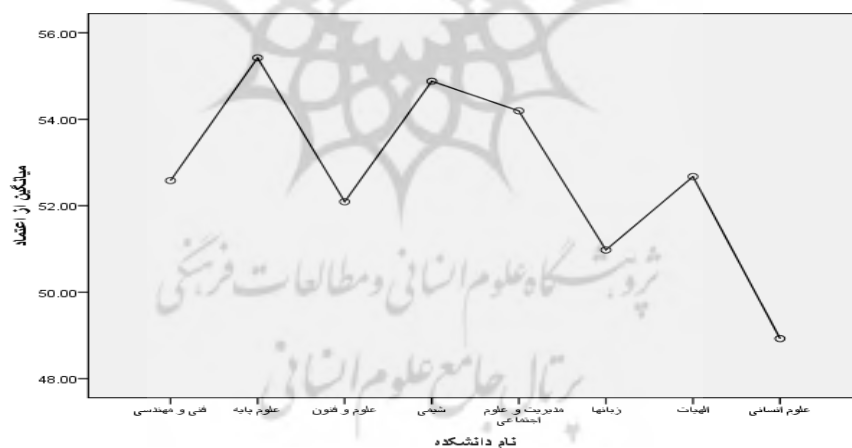 56.00
54.00
52.00
50.00
48.00
میانگین از اعتماد
فنی و مهندسی
علوم پایه
علوم و فنون
شیمی
مدیریت و علوم
اجتماعی
زبانها
الهیات
علوم انسانی
نام دانشکده
پژوهشگاه علوم انسانی و مطالعات فرهنگی
پرتال جامع علوم انسانی